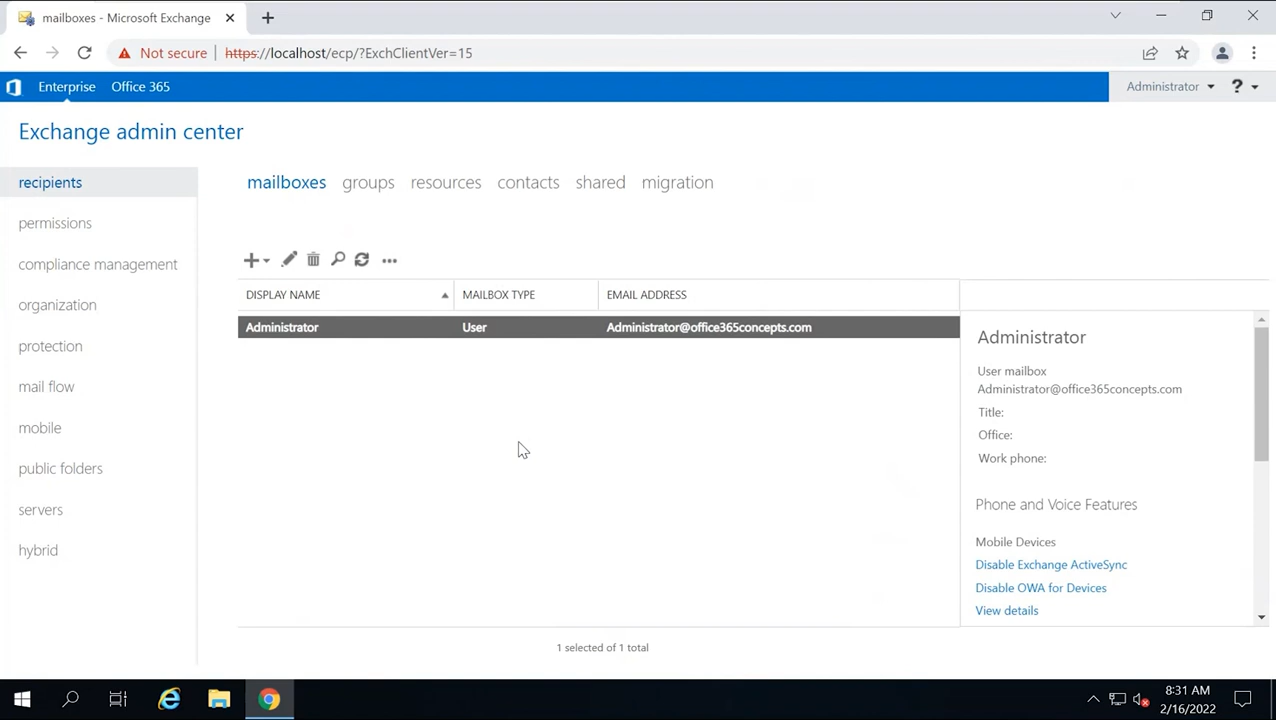 mailboxes - Microsoft Exchange
Not secure https://localhost/ecp/?ExchClientVer=15
Enterprise Office 365 Administrator ?
Exchange admin center
recipients
permissions
compliance management
organization
protection
mail flow
mobile
public folders
servers
hybrid
mailboxes groups resources contacts shared migration
DISPLAY NAME MAILBOX TYPE EMAIL ADDRESS
Administrator User Administrator@office365concepts.com
1 selected of 1 total
Administrator
User mailbox
Administrator@office365concepts.com
Title:
Office:
Work phone:
Phone and Voice Features
Mobile Devices
Disable Exchange ActiveSync
Disable OWA for Devices
View details
8:31 AM
2/16/2022